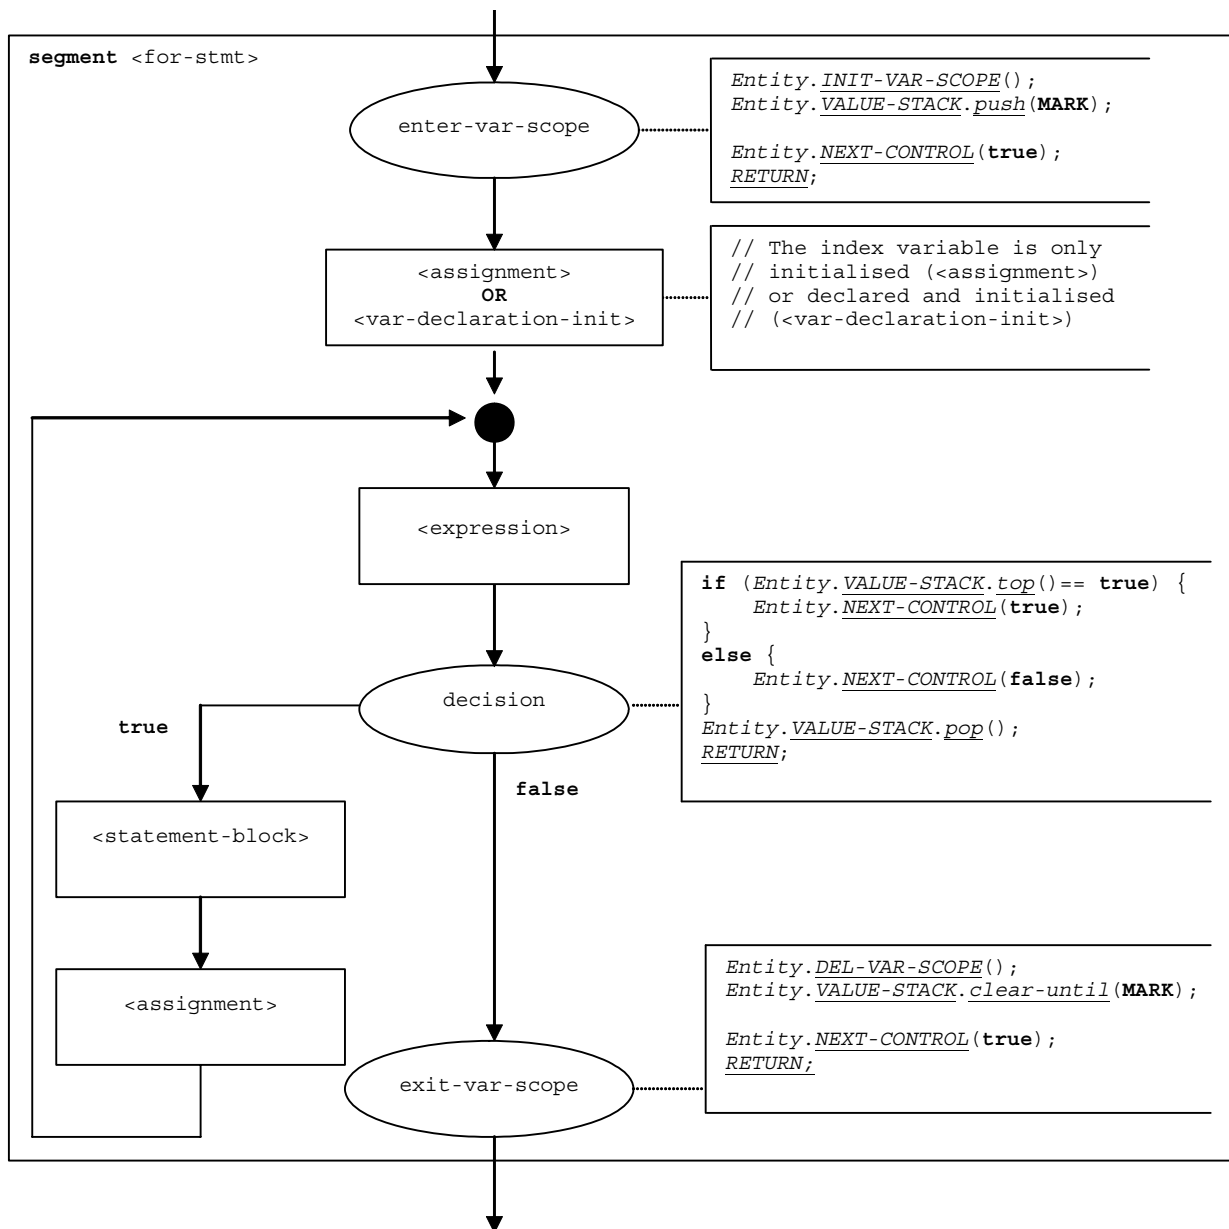 segment <for-stmt>
enter-var-scope
Entity.INIT-VAR-SCOPE();
Entity.VALUE-STACK.push(MARK);
Entity.NEXT-CONTROL(true);
RETURN;
<assignment>
OR
<var-declaration-init>
// The index variable is only
// initialised (<assignment>)
// or declared and initialised
// (<var-declaration-init>)
<expression>
decision
if (Entity.VALUE-STACK.top()== true) {
Entity.NEXT-CONTROL(true);
}
else {
Entity.NEXT-CONTROL(false);
}
Entity.VALUE-STACK.pop();
RETURN;
true
false
<statement-block>
<assignment>
exit-var-scope
Entity.DEL-VAR-SCOPE();
Entity.VALUE-STACK.clear-until(MARK);
Entity.NEXT-CONTROL(true);
RETURN;